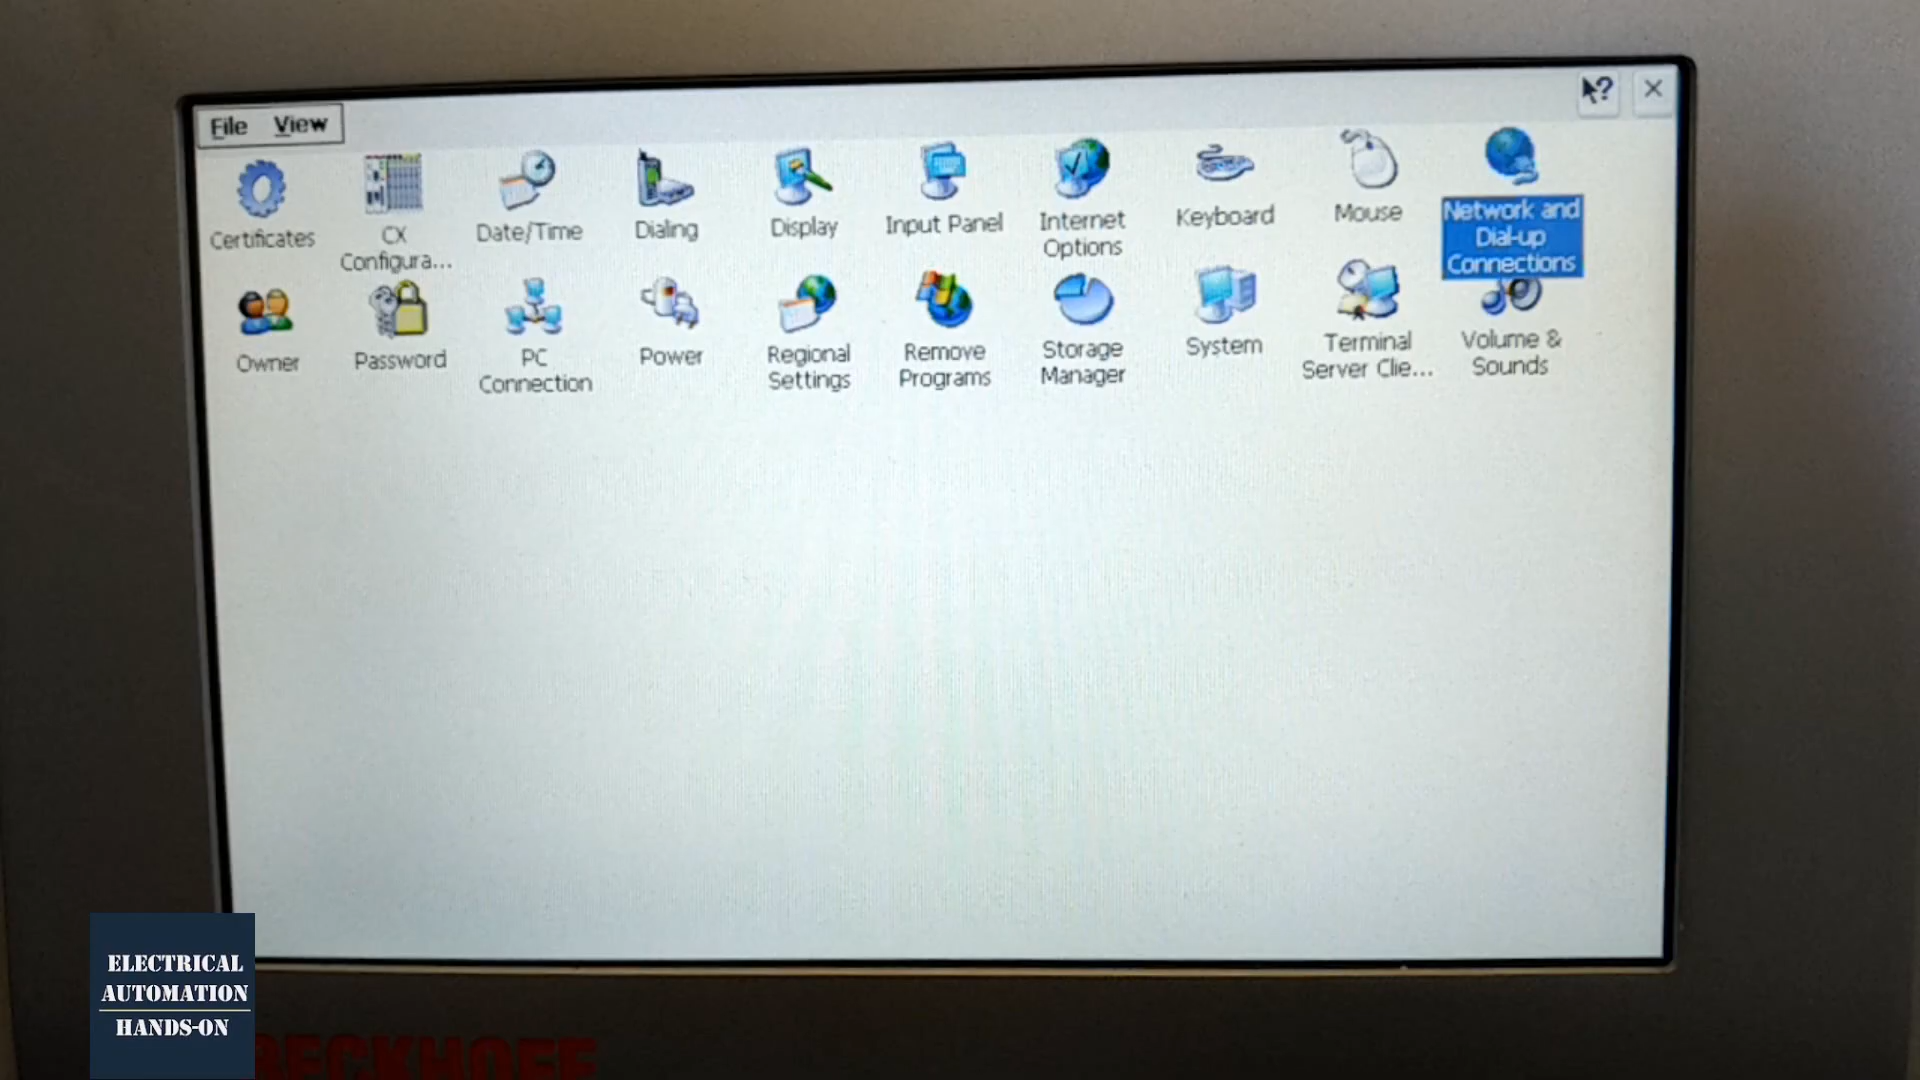 File View
?
Certificates
CX
Configura...
Date/Time
Dialing
Display
Input Panel
Internet
Options
Keyboard
Mouse
Network and
Dial-up
Connections
Owner
Password
PC
Connection
Power
Regional
Settings
Remove
Programs
Storage
Manager
System
Terminal
Server Clie...
Volume &
Sounds
ELECTRICAL
AUTOMATION
HANDS-ON
BECKHOFF